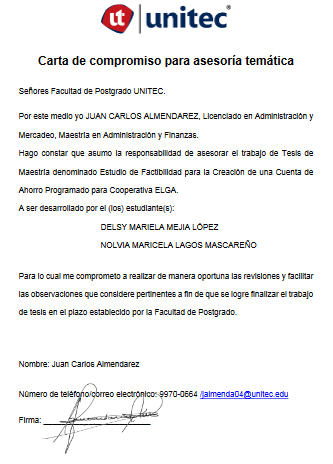 ut unitec
Carta de compromiso para asesoría temática
Señores Facultad de Postgrado UNITEC.
Por este medio yo JUAN CARLOS ALMENDAREZ, Licenciado en Administración y
Mercadeo, Maestría en Administración y Finanzas.
Hago constar que asumo la responsabilidad de asesorar el trabajo de Tesis de
Maestría denominado Estudio de Factibilidad para la Creación de una Cuenta de
Ahorro Programado para Cooperativa ELGA.
A ser desarrollado por el (los) estudiante(s):
DELSY MARIELA MEJIA LÓPEZ
NOLVIA MARICELA LAGOS MASCAREÑO
Para lo cual me comprometo a realizar de manera oportuna las revisiones y facilitar
las observaciones que considere pertinentes a fin de que se logre finalizar el trabajo
de tesis en el plazo establecido por la Facultad de Postgrado.
Nombre: Juan Carlos Almendarez
Número de teléfono/correo electrónico: 9970-0664 /jalmenda04@unitec.edu
Firma: